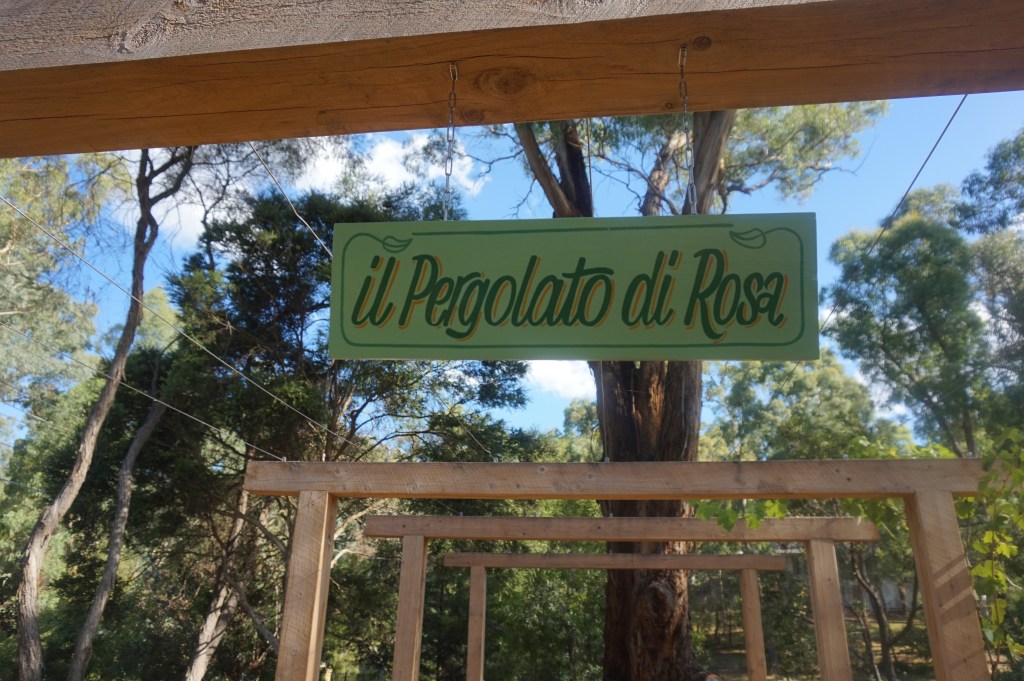 il Pergolato di Rosa